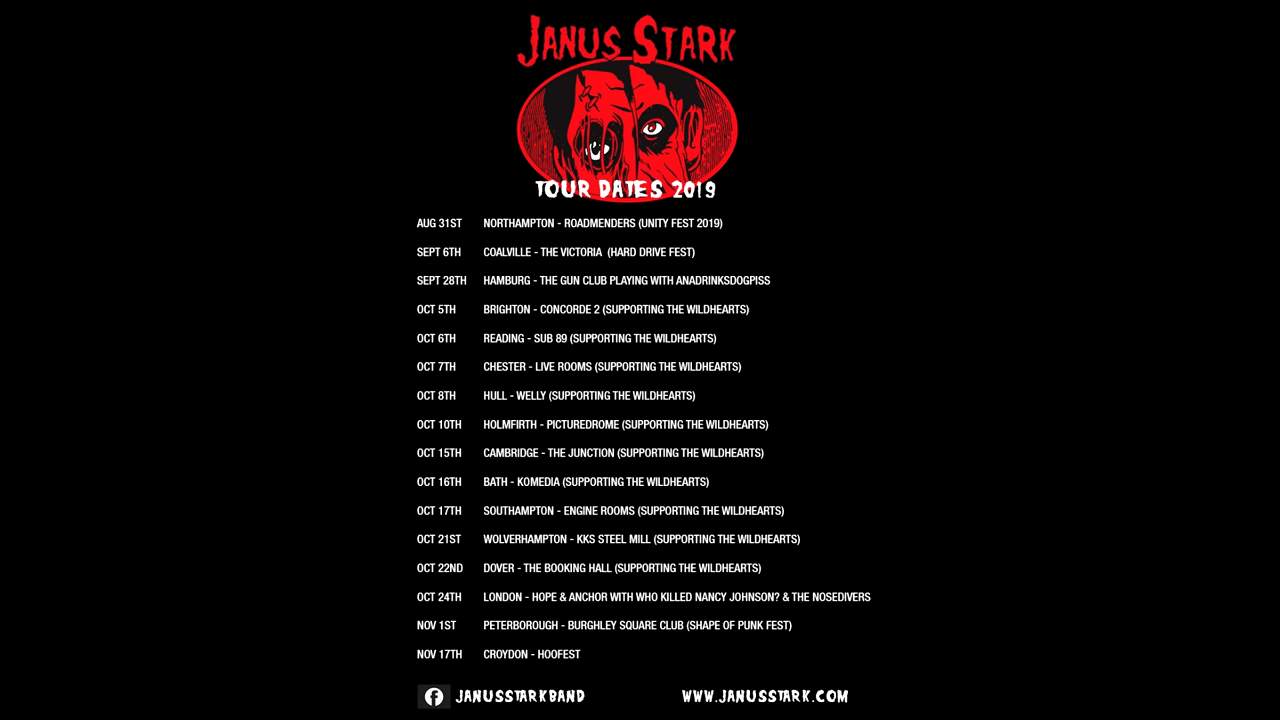 JANUS STARK
TOUR DATES 2019
AUG 31ST NORTHAMPTON - ROADMENDERS (UNITY FEST 2019)
SEPT 6TH COALVILLE - THE VICTORIA (HARD DRIVE FEST)
SEPT 28TH HAMBURG - THE GUN CLUB PLAYING WITH ANADRINKSDOGPISS
OCT 5TH BRIGHTON - CONCORDE 2 (SUPPORTING THE WILDHEARTS)
OCT 6TH READING - SUB 89 (SUPPORTING THE WILDHEARTS)
OCT 7TH CHESTER - LIVE ROOMS (SUPPORTING THE WILDHEARTS)
OCT 8TH HULL - WELLY (SUPPORTING THE WILDHEARTS)
OCT 10TH HOLMFIRTH - PICTUREDROME (SUPPORTING THE WILDHEARTS)
OCT 15TH CAMBRIDGE - THE JUNCTION (SUPPORTING THE WILDHEARTS)
OCT 16TH BATH - KOMEDIA (SUPPORTING THE WILDHEARTS)
OCT 17TH SOUTHAMPTON - ENGINE ROOMS (SUPPORTING THE WILDHEARTS)
OCT 21ST WOLVERHAMPTON - KKS STEEL MILL (SUPPORTING THE WILDHEARTS)
OCT 22ND DOVER - THE BOOKING HALL (SUPPORTING THE WILDHEARTS)
OCT 24TH LONDON - HOPE & ANCHOR WITH WHO KILLED NANCY JOHNSON? & THE NOSEDIVERS
NOV 1ST PETERBOROUGH - BURGHLEY SQUARE CLUB (SHAPE OF PUNK FEST)
NOV 17TH CROYDON - HOOFEST
JANUSSTARKBAND WWW.JANUSSTARK.COM